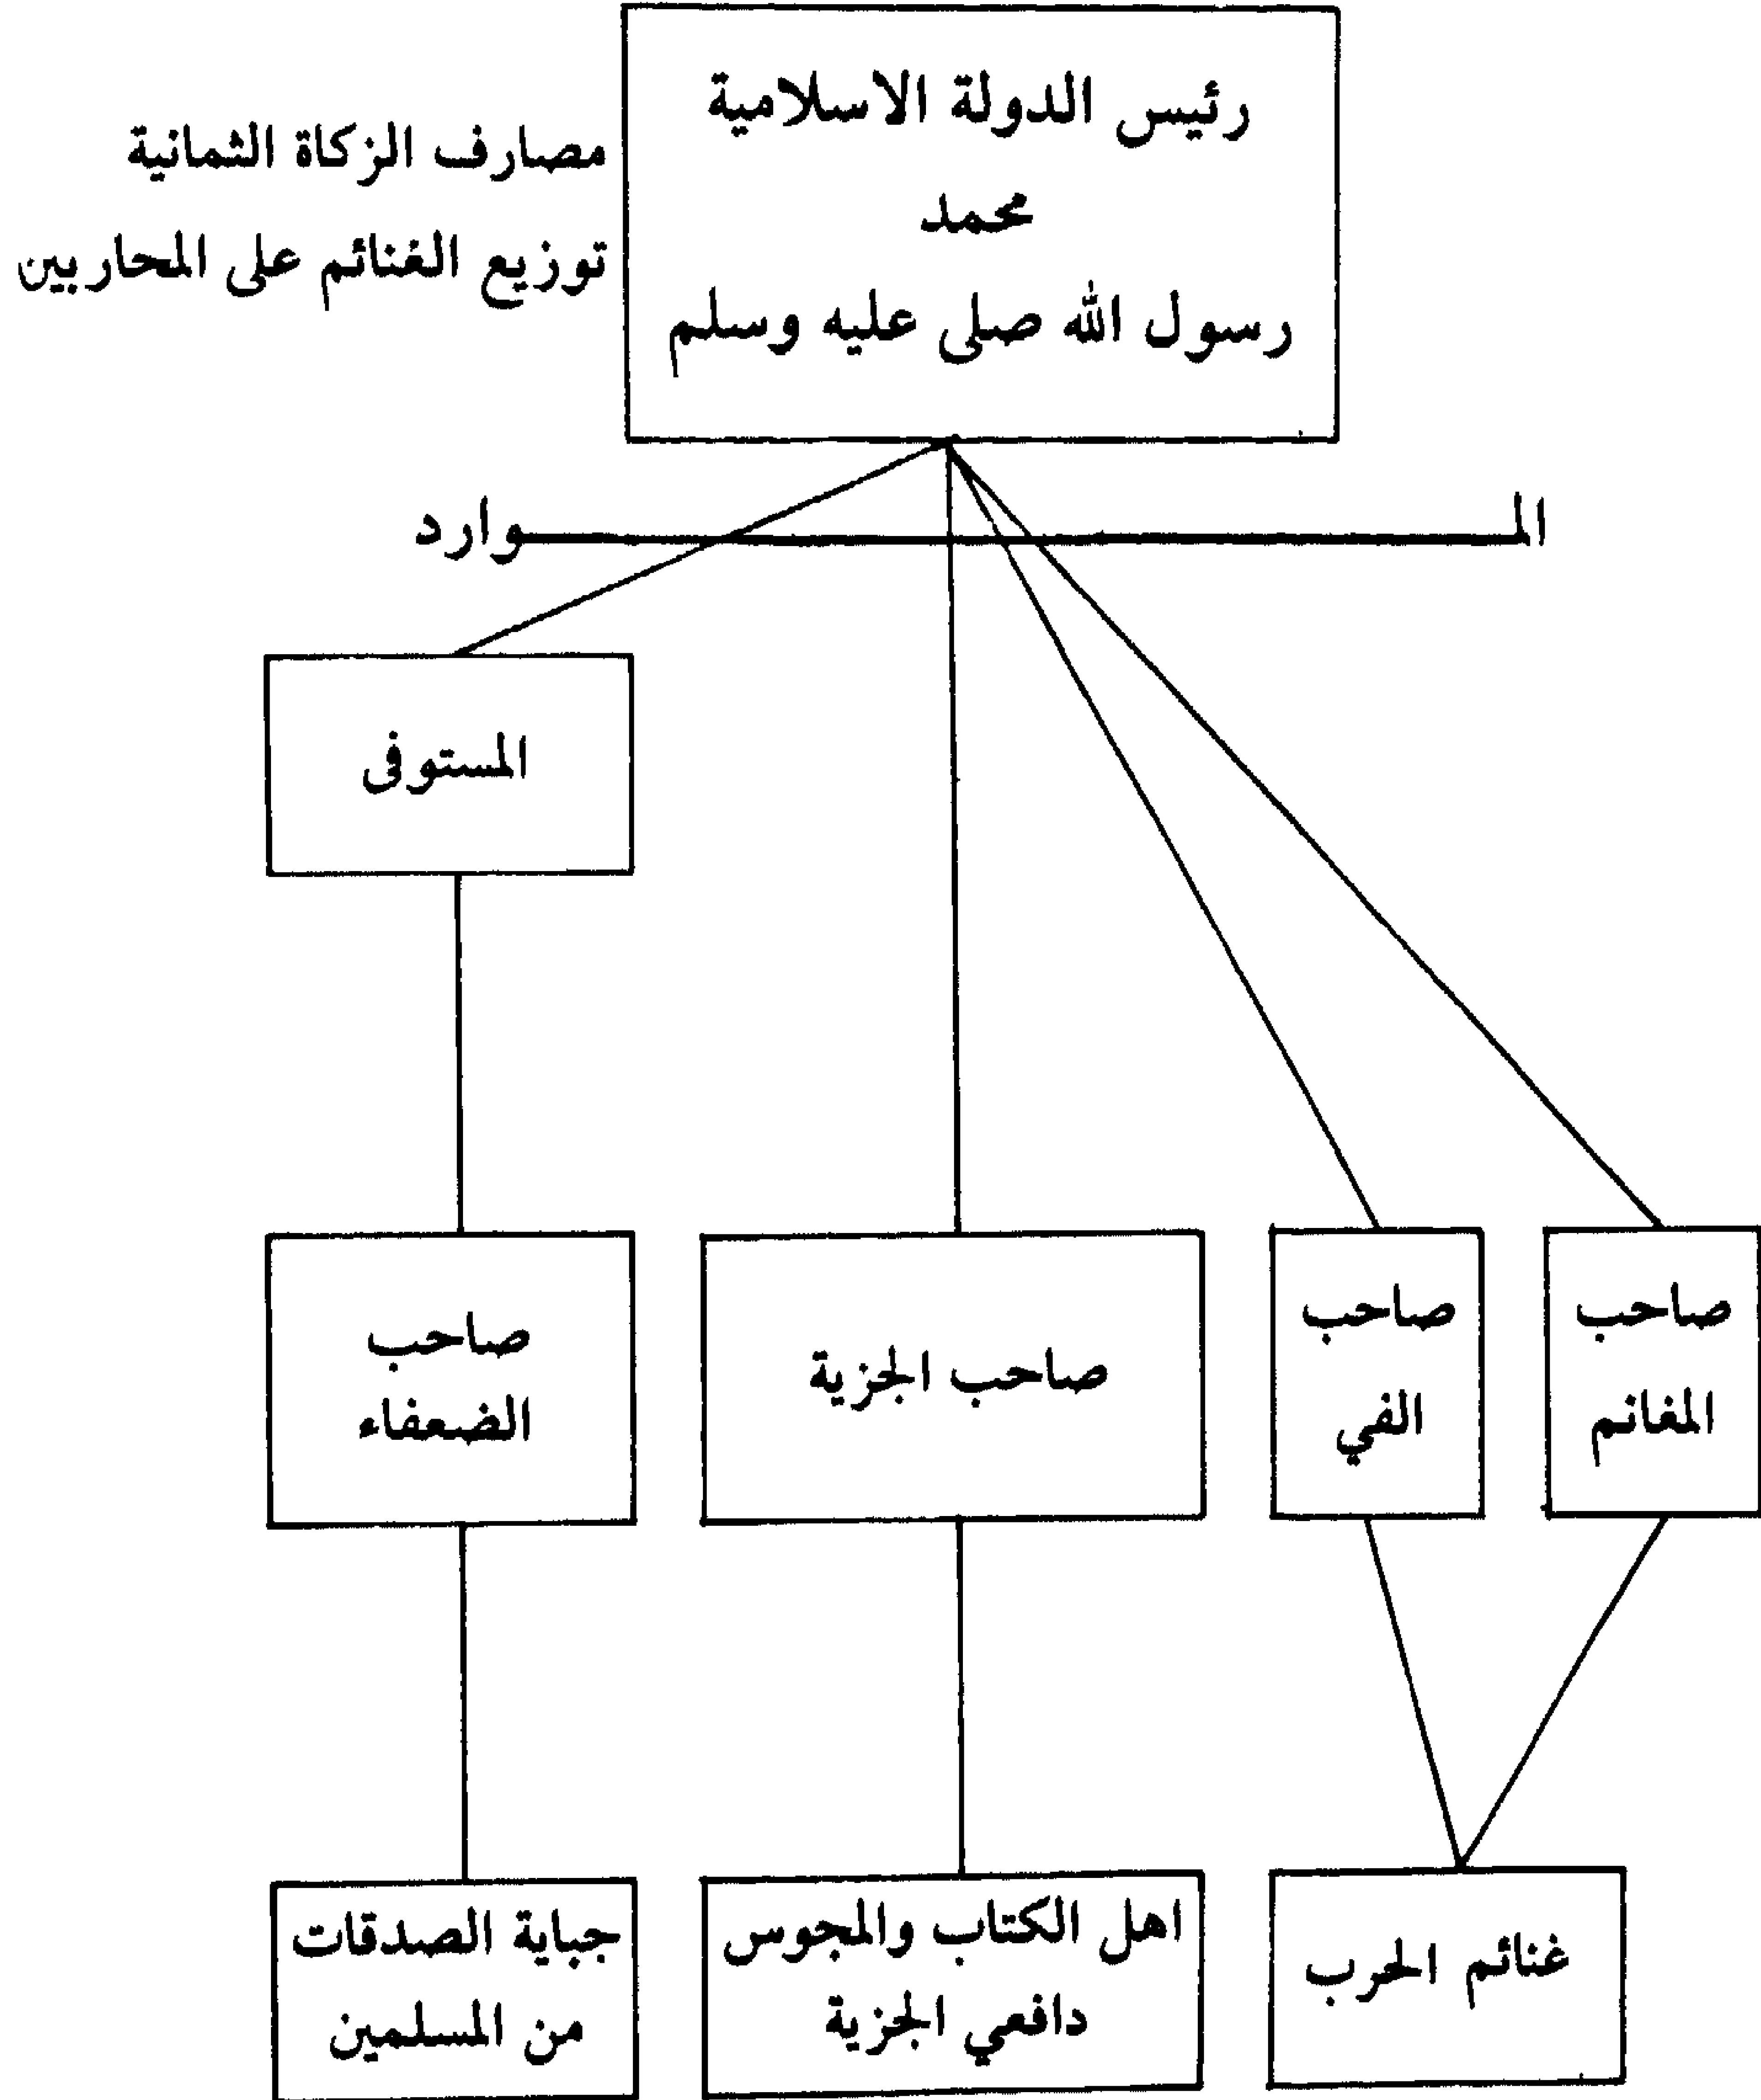 رئيس الدولة الاسلامية
محمد
رسول الله صلى عليه وسلم
مصارف الزكاة الثمانية
توزيع الغنائم على المحاربين
المــوارد
المستوفى
صاحب
المغانم
صاحب
الفي
صاحب الجزية
صاحب
الضعفاء
غنائم الحرب
اهل الكتاب والمجوس
دافعي الجزية
جباية الصدقات
من المسلمين